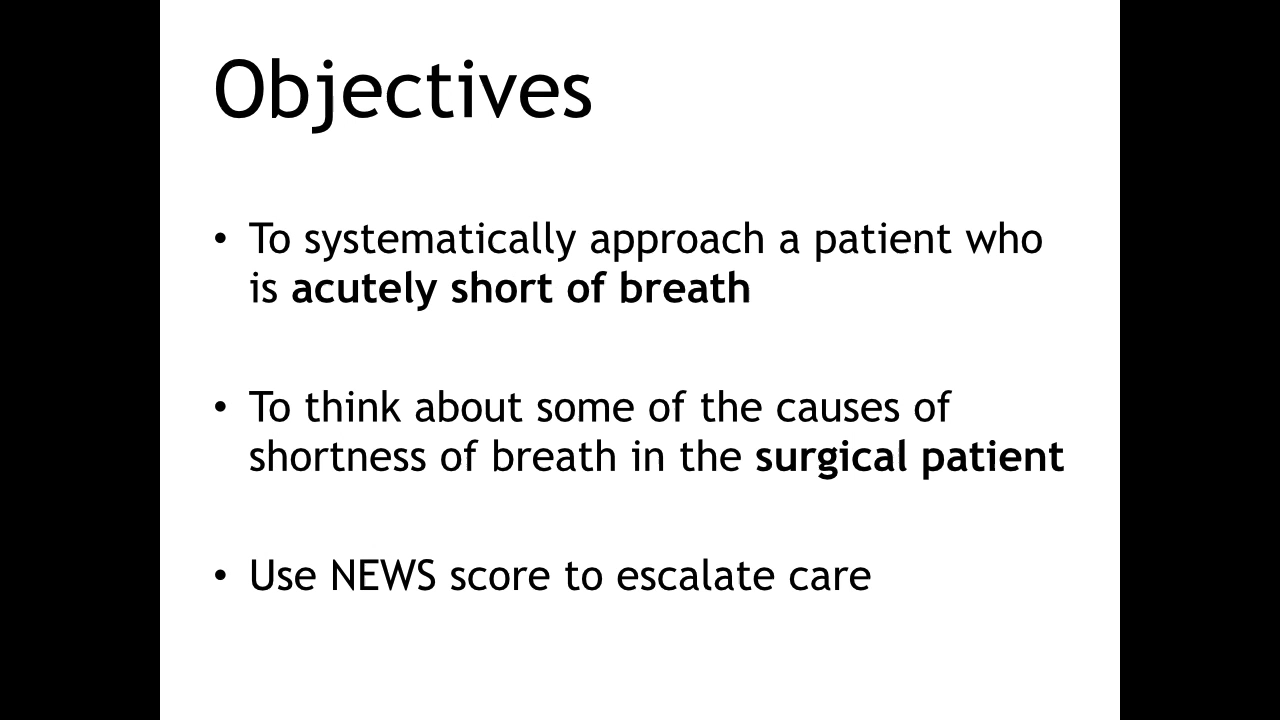 Objectives
• To systematically approach a patient who
is acutely short of breath
• To think about some of the causes of
shortness of breath in the surgical patient
• Use NEWS score to escalate care